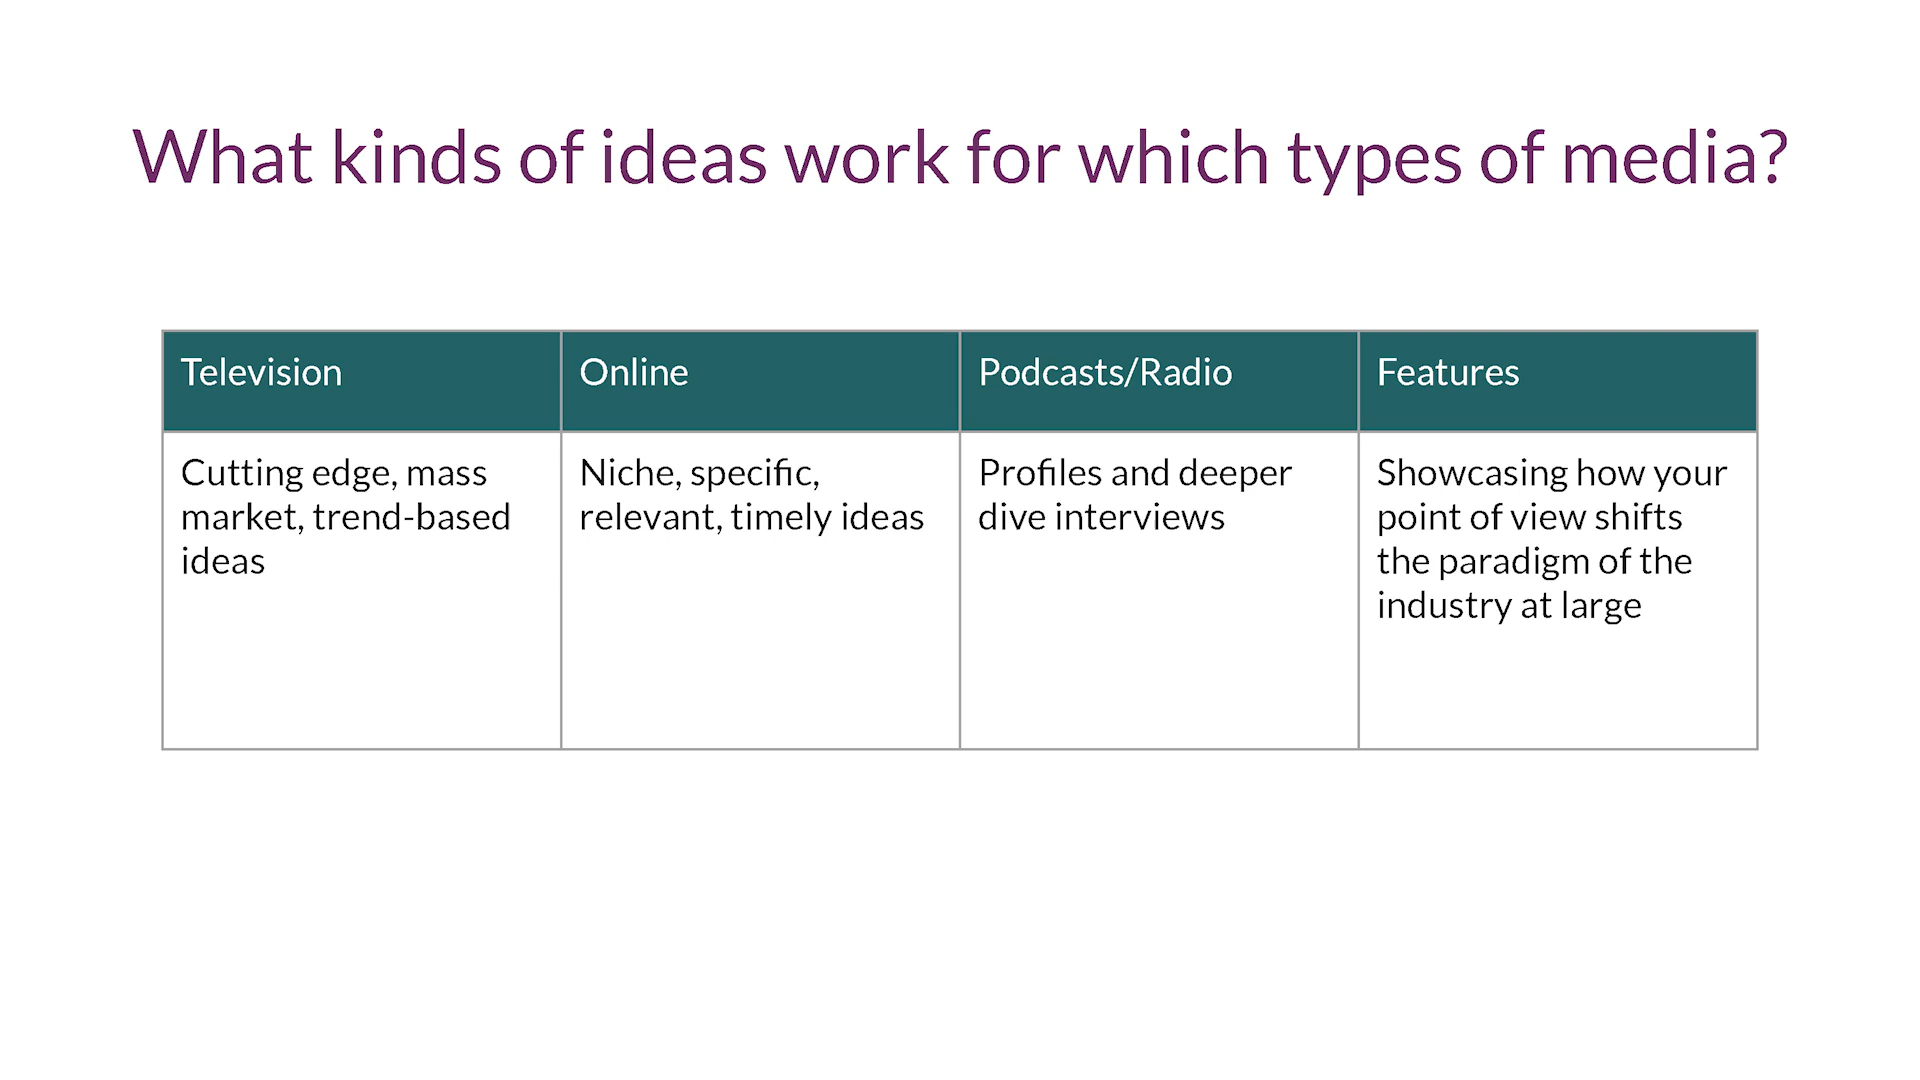 What kinds of ideas work for which types of media?
Television
Online
Podcasts/Radio
Features
Cutting edge, mass
market, trend-based
ideas
Niche, specific,
relevant, timely ideas
Profiles and deeper
dive interviews
Showcasing how your
point of view shifts
the paradigm of the
industry at large